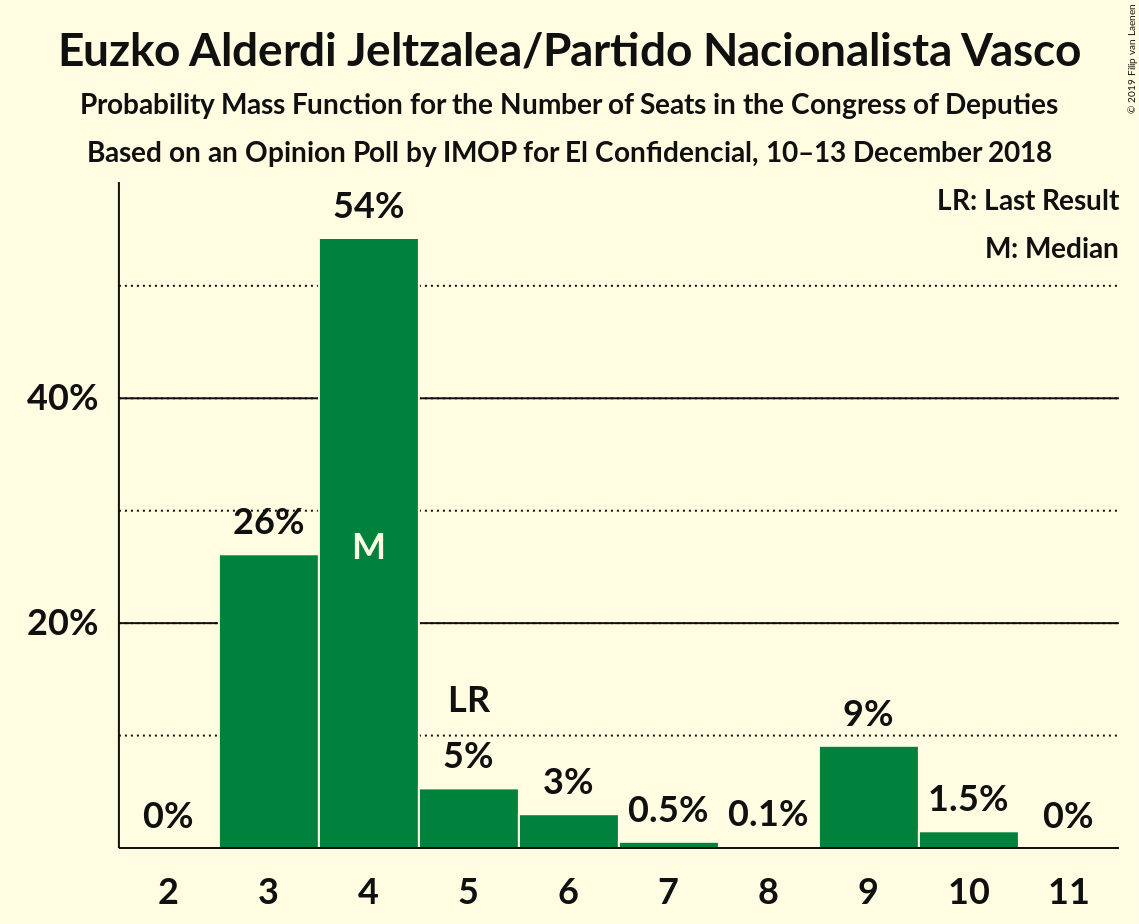 Euzko Alderdi Jeltzalea/Partido Nacionalista Vasco
Probability Mass Function for the Number of Seats in the Congress of Deputies
Based on an Opinion Poll by IMOP for El Confidencial, 10–13 December 2018
© 2019 Filip van Laenen
LR: Last Result
M: Median
40%
20%
0%
26%
54%
M
LR
5%
3%
0.5%
0.1%
9%
1.5%
0%
2 3 4 5 6 7 8 9 10 11